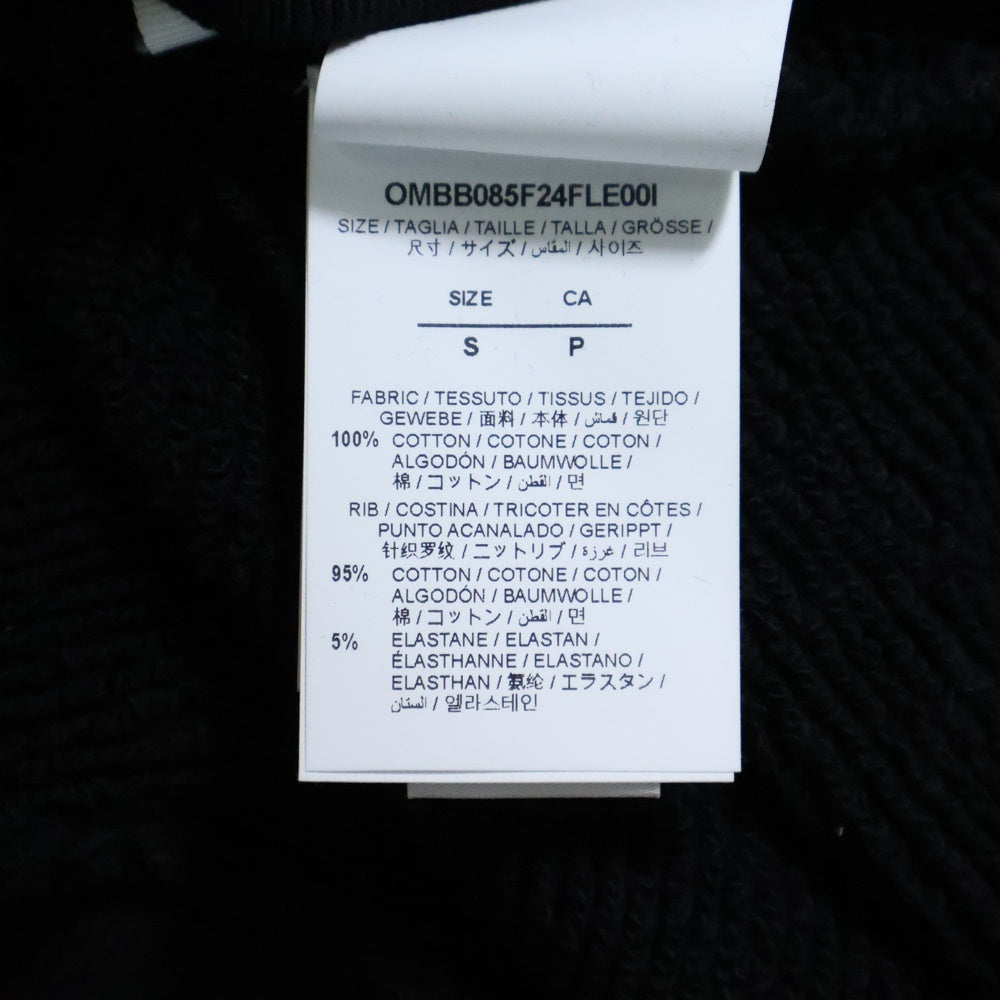 OMBB085F24FLE00I
SIZE / TAGLIA / TAILLE / TALLA / GRÖSSE /
尺寸 / サイズ / المقاس / 사이즈
SIZE CA
S P
FABRIC / TESSUTO / TISSUS / TEJIDO /
GEWEBE / 面料 / 本体 / قماش / 원단
100% COTTON / COTONE / COTON /
ALGODÓN / BAUMWOLLE /
棉 / コットン / القطن / 면
RIB / COSTINA / TRICOTER EN CÔTES /
PUNTO ACANALADO / GERIPPT /
针织罗纹 / ニットリブ / غرزة / 리브
95% COTTON / COTONE / COTON /
ALGODÓN / BAUMWOLLE /
棉 / コットン / القطن / 면
5% ELASTANE / ELASTAN /
ÉLASTHANNE / ELASTANO /
ELASTHAN / 氨纶 / エラスタン /
الستان / 엘라스테인